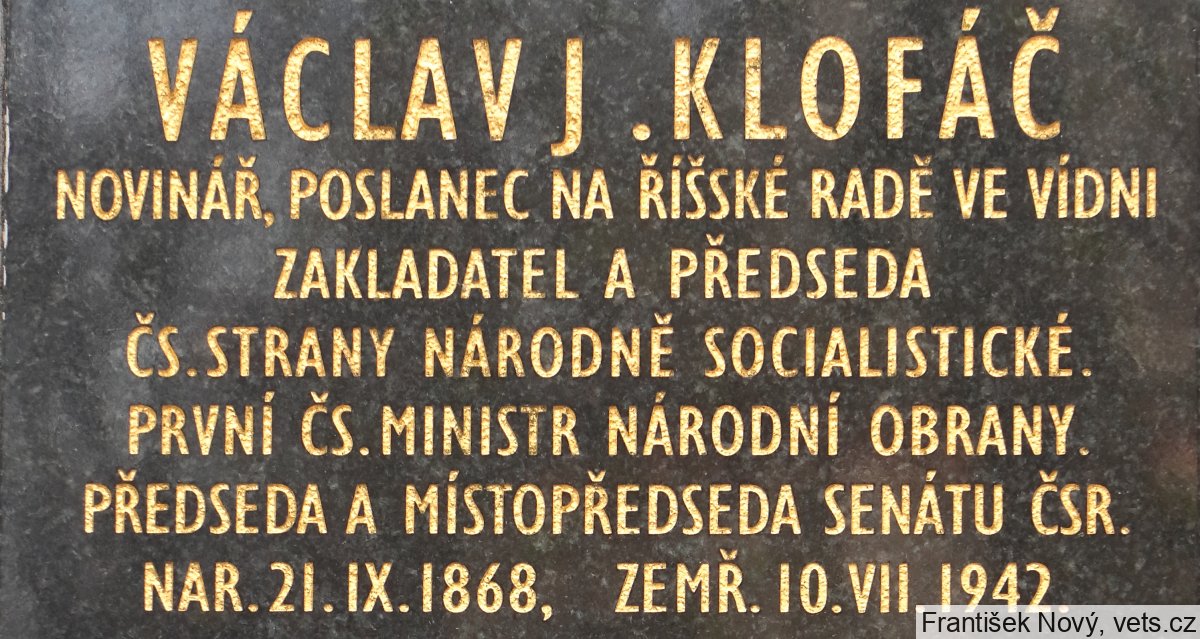 VÁCLAV J. KLOFÁČ
NOVINÁŘ, POSLANEC NA ŘÍŠSKÉ RADĚ VE VÍDNI
ZAKLADATEL A PŘEDSEDA
ČS. STRANY NÁRODNĚ SOCIALISTICKÉ.
PRVNÍ ČS. MINISTR NÁRODNÍ OBRANY.
PŘEDSEDA A MÍSTOPŘEDSEDA SENÁTU ČSR.
NAR. 21. IX. 1868, ZEMŘ. 10. VII. 1942.
František Nový, vets.cz